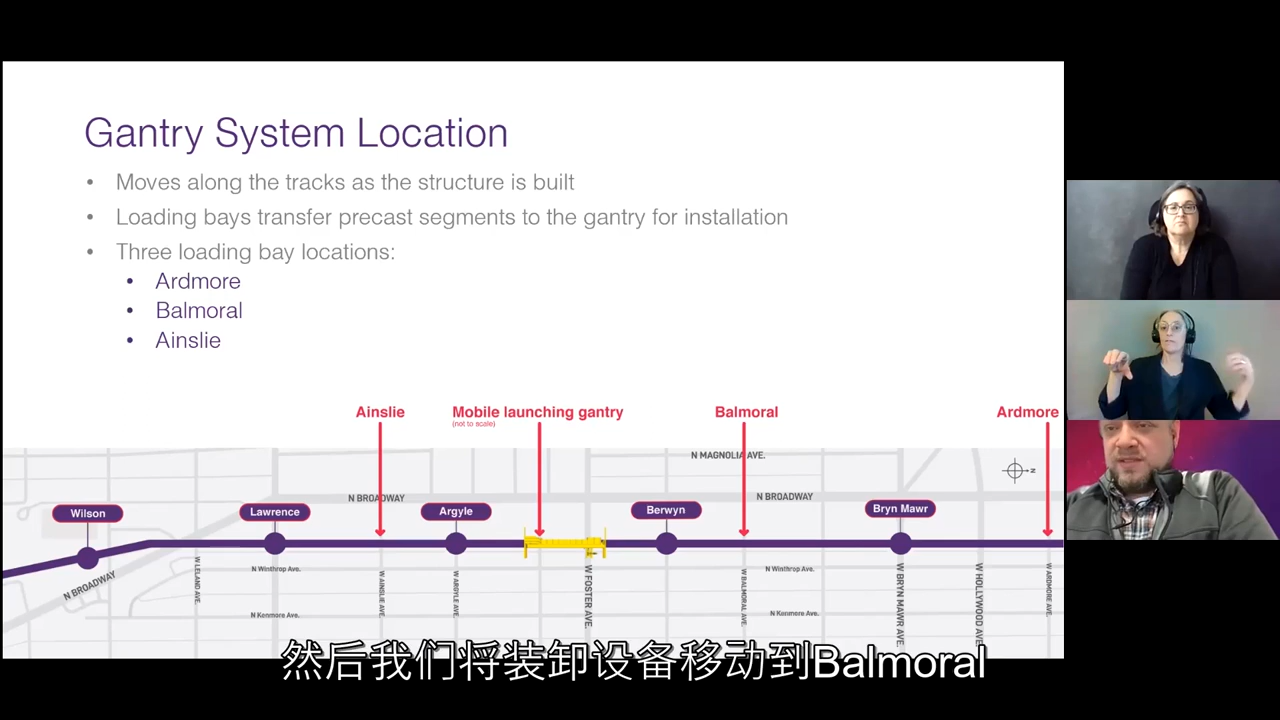 Gantry System Location
• Moves along the tracks as the structure is built
• Loading bays transfer precast segments to the gantry for installation
• Three loading bay locations:
• Ardmore
• Balmoral
• Ainslie
Ainslie
Mobile launching gantry
(not to scale)
Balmoral
Ardmore
N MAGNOLIA AVE.
N
N BROADWAY
N BROADWAY
Wilson
Lawrence
Argyle
Berwyn
Bryn Mawr
N BROADWAY
W LELAND AVE.
N Winthrop Ave.
N Kenmore Ave.
W AINSLIE AVE.
W ARGYLE AVE.
W FOSTER AVE.
W BALMORAL AVE.
N Winthrop Ave.
N Kenmore Ave.
W BRYN MAWR AVE.
W HOLLYWOOD AVE.
W ARDMORE AVE.
然后我们将装卸设备移动到Balmoral